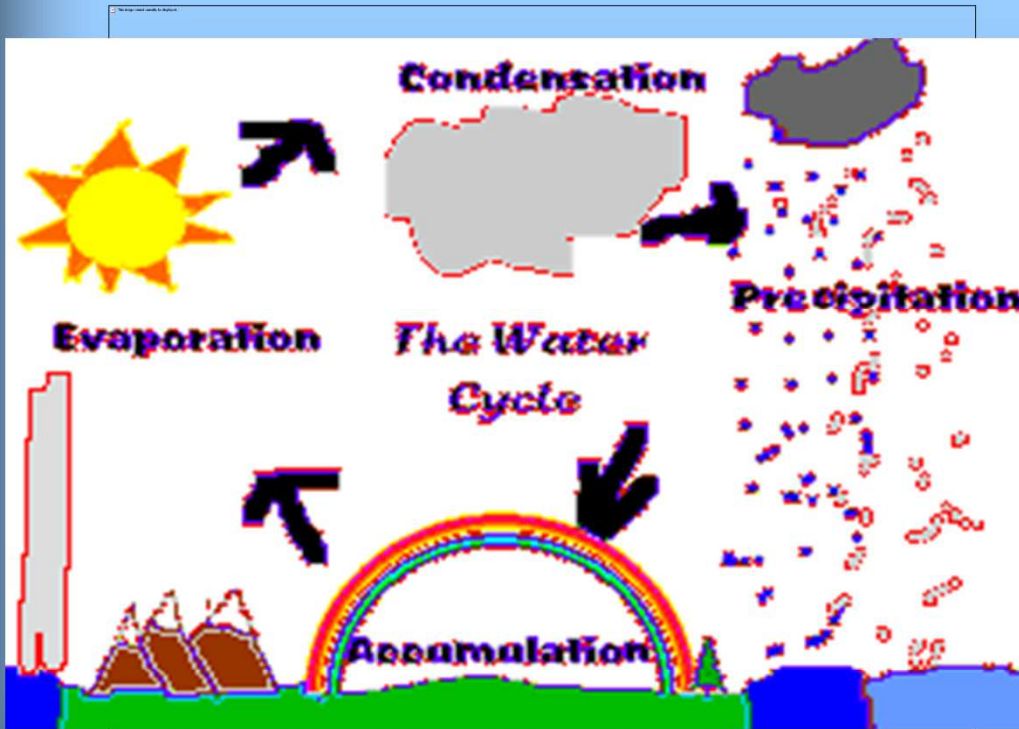 Condensation
Precipitation
Evaporation
The Water
Cycle
Accumulation